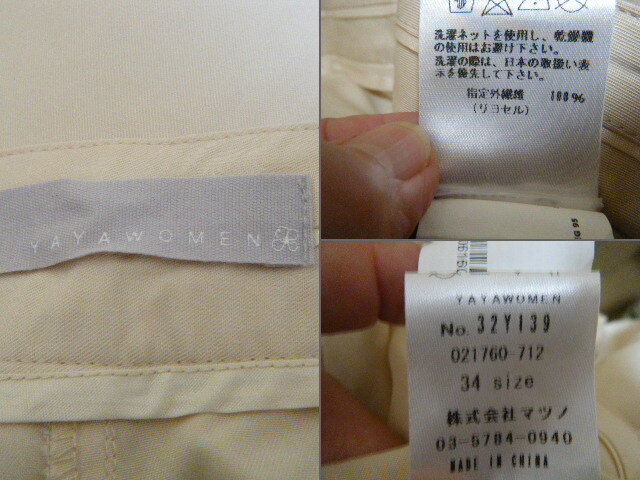 YAYAWOMEN
洗濯ネットを使用し、乾燥機
の使用はお避け下さい。
洗濯の際は、日本の取扱い表
示を優先して下さい。
指定外繊維 100%
(リヨセル)
YAYAWOMEN
No. 32Y139
021760-712
34 size
株式会社マツノ
03-5784-0940
MADE IN CHINA